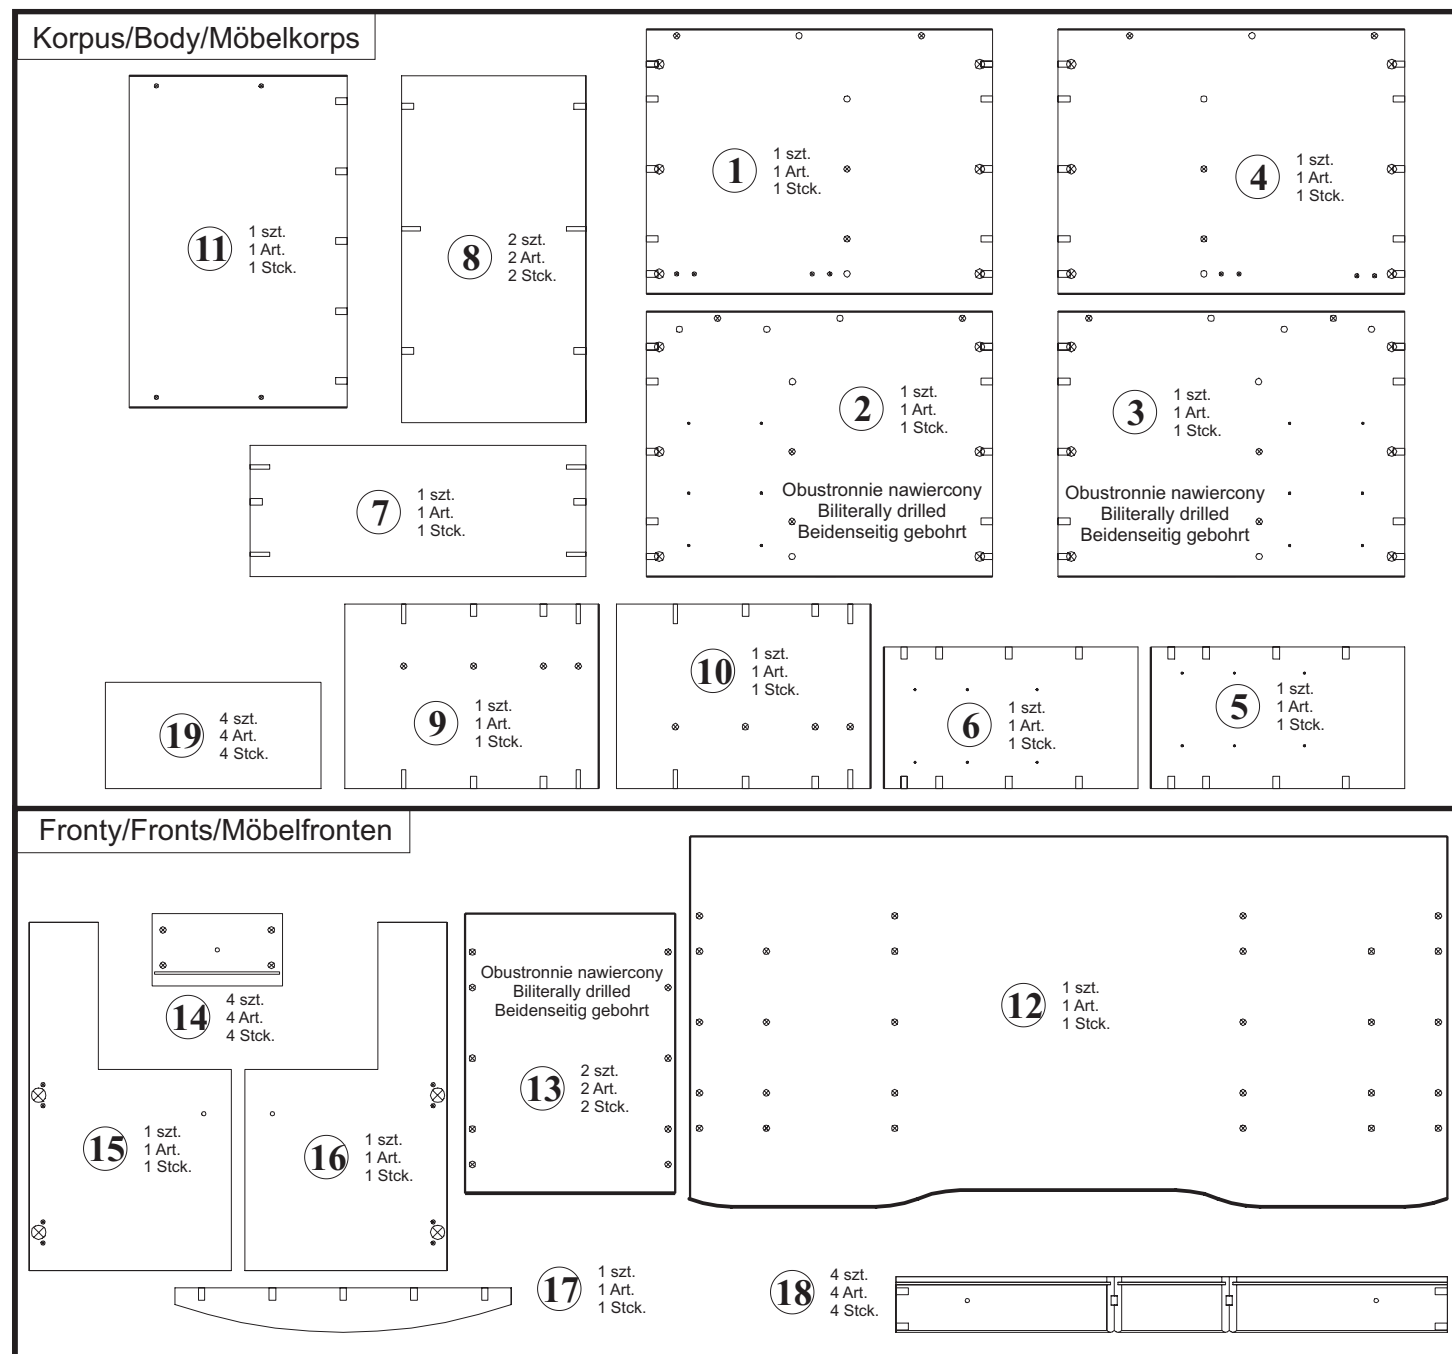 Korpus/Body/Möbelkorps
1
1 szt.
1 Art.
1 Stck.
4
1 szt.
1 Art.
1 Stck.
11
1 szt.
1 Art.
1 Stck.
8
2 szt.
2 Art.
2 Stck.
2
1 szt.
1 Art.
1 Stck.
Obustronnie nawiercony
Biliterally drilled
Beidenseitig gebohrt
3
1 szt.
1 Art.
1 Stck.
Obustronnie nawiercony
Biliterally drilled
Beidenseitig gebohrt
7
1 szt.
1 Art.
1 Stck.
19
4 szt.
4 Art.
4 Stck.
9
1 szt.
1 Art.
1 Stck.
10
1 szt.
1 Art.
1 Stck.
6
1 szt.
1 Art.
1 Stck.
5
1 szt.
1 Art.
1 Stck.
Fronty/Fronts/Möbelfronten
14
4 szt.
4 Art.
4 Stck.
Obustronnie nawiercony
Biliterally drilled
Beidenseitig gebohrt
13
2 szt.
2 Art.
2 Stck.
12
1 szt.
1 Art.
1 Stck.
15
1 szt.
1 Art.
1 Stck.
16
1 szt.
1 Art.
1 Stck.
17
1 szt.
1 Art.
1 Stck.
18
4 szt.
4 Art.
4 Stck.